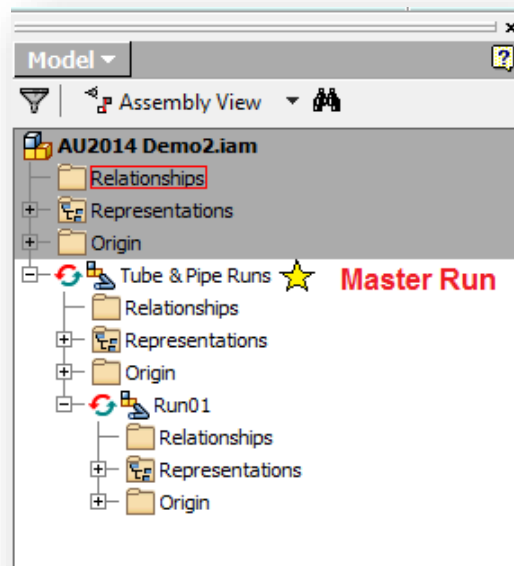 Model
?
Assembly View
AU2014 Demo2.iam
Relationships
Representations
Origin
Tube & Pipe Runs Master Run
Relationships
Representations
Origin
Run01
Relationships
Representations
Origin